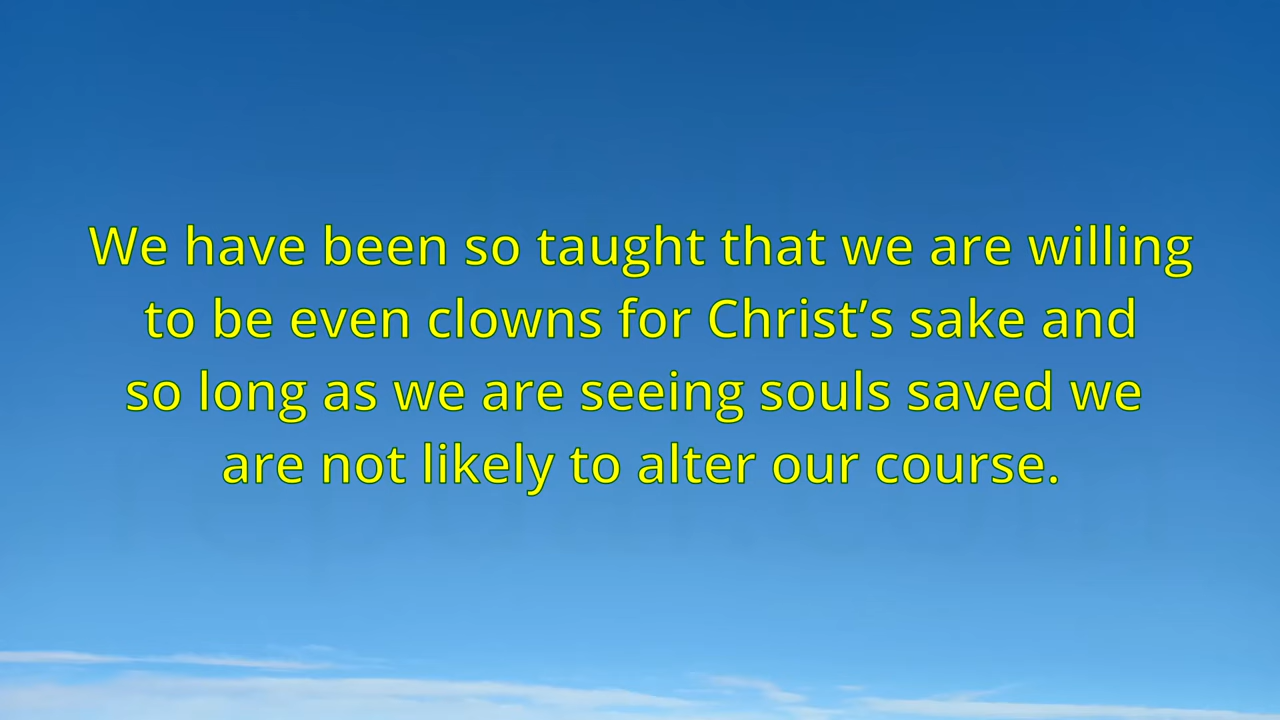 We have been so taught that we are willing
to be even clowns for Christ’s sake and
so long as we are seeing souls saved we
are not likely to alter our course.